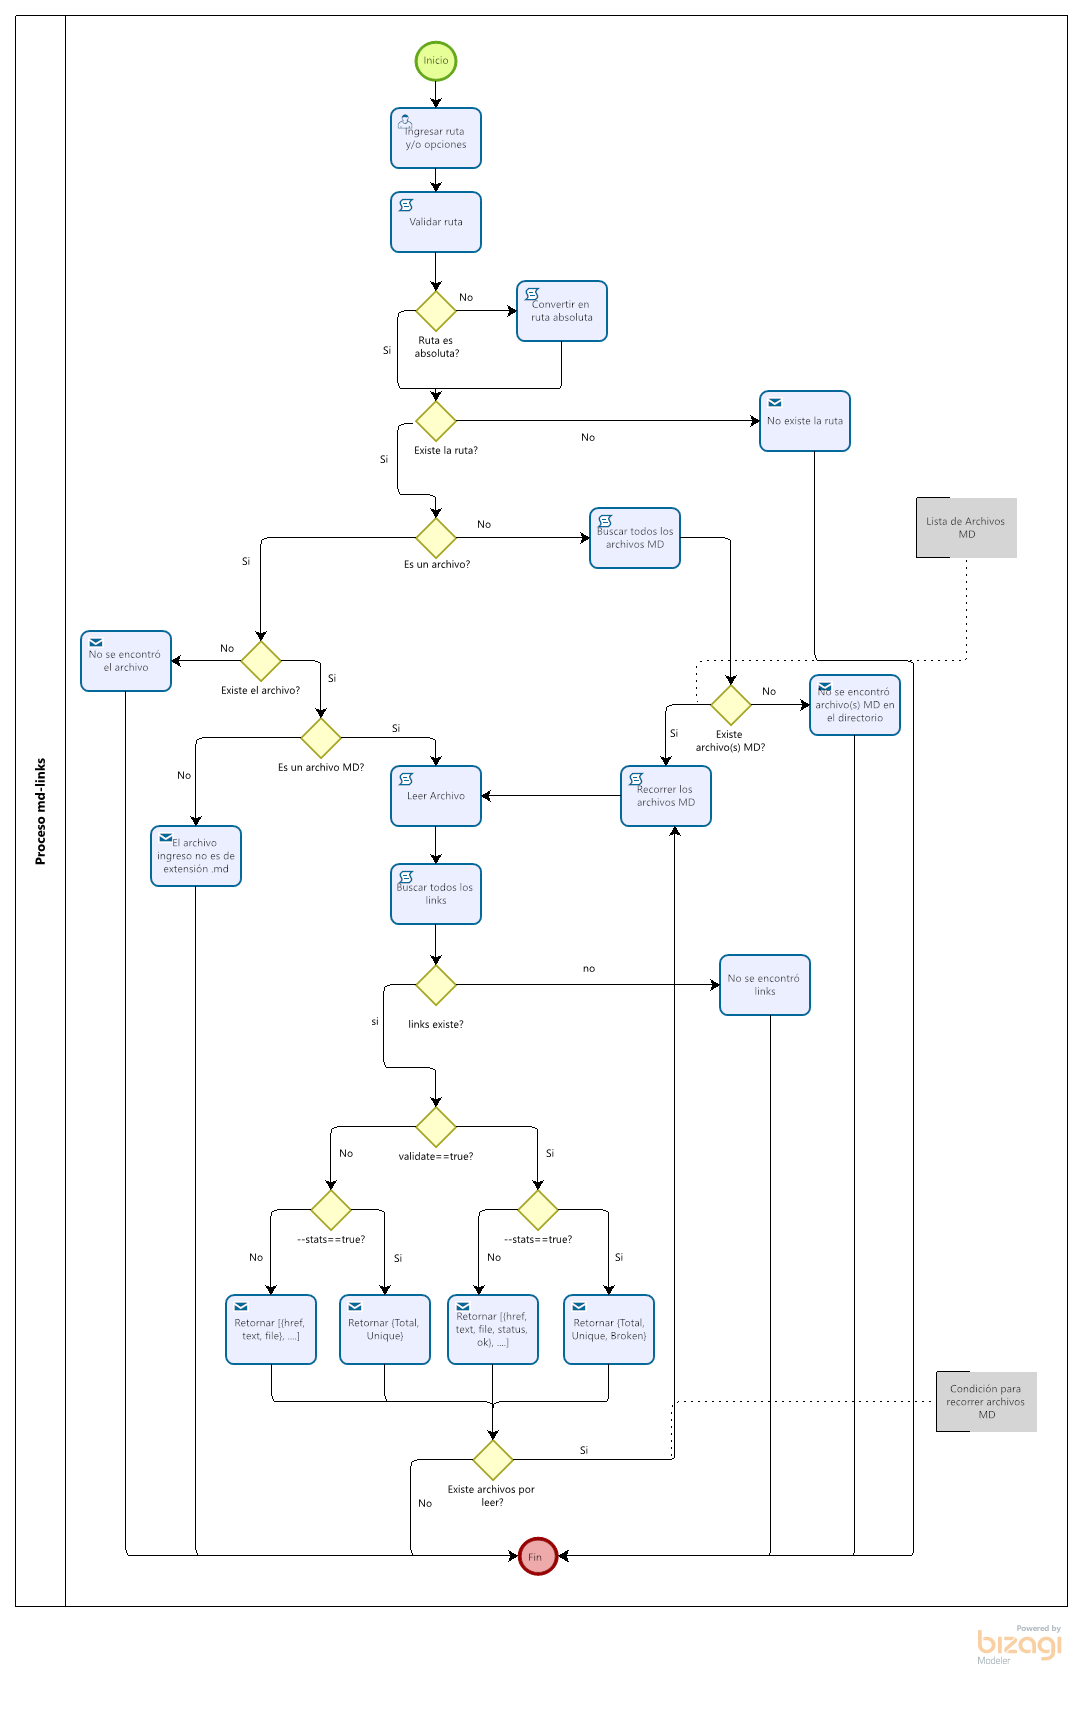 Proceso md-links
Inicio
Ingresar ruta
y/o opciones
Validar ruta
No
Convertir en
ruta absoluta
Ruta es
absoluta?
Si
Existe la ruta?
No
No existe la ruta
Si
Lista de Archivos
MD
No
Buscar todos los
archivos MD
Es un archivo?
Si
No se encontró
el archivo
No
Existe el archivo?
Si
No
No se encontró
archivo(s) MD en
el directorio
Existe
archivo(s) MD?
Si
Si
Es un archivo MD?
No
Leer Archivo
Recorrer los
archivos MD
El archivo
ingreso no es de
extensión .md
Buscar todos los
links
no
No se encontró
links
links existe?
si
validate==true?
No
Si
--stats==true?
--stats==true?
No
Si
No
Si
Retornar [{href,
text, file}, ....]
Retornar {Total,
Unique}
Retornar [{href,
text, file, status,
ok}, ....]
Retornar {Total,
Unique, Broken}
Condición para
recorrer archivos
MD
Si
Existe archivos por
leer?
No
Fin
Powered by
bizagi
Modeler